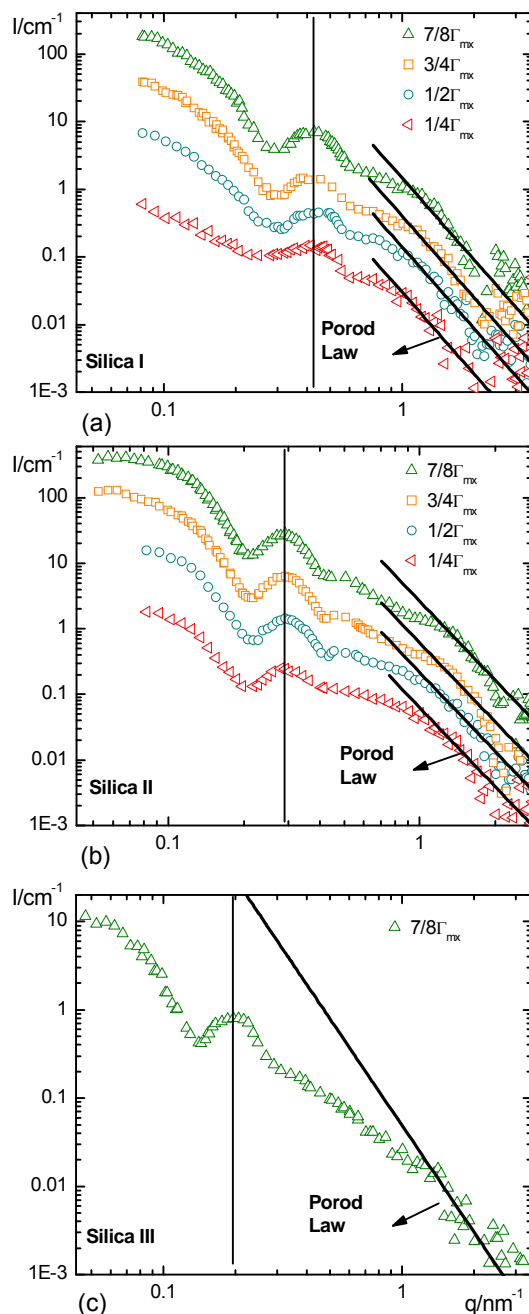 I/cm⁻¹
100
10
1
0.1
0.01
1E-3
7/8Γmx
3/4Γmx
1/2Γmx
1/4Γmx
Porod
Law
Silica I
0.1
1
(a)
I/cm⁻¹
100
10
1
0.1
0.01
1E-3
7/8Γmx
3/4Γmx
1/2Γmx
1/4Γmx
Porod
Law
Silica II
0.1
1
(b)
I/cm⁻¹
10
1
0.1
0.01
1E-3
7/8Γmx
Porod
Law
Silica III
0.1
1
q/nm⁻¹
(c)